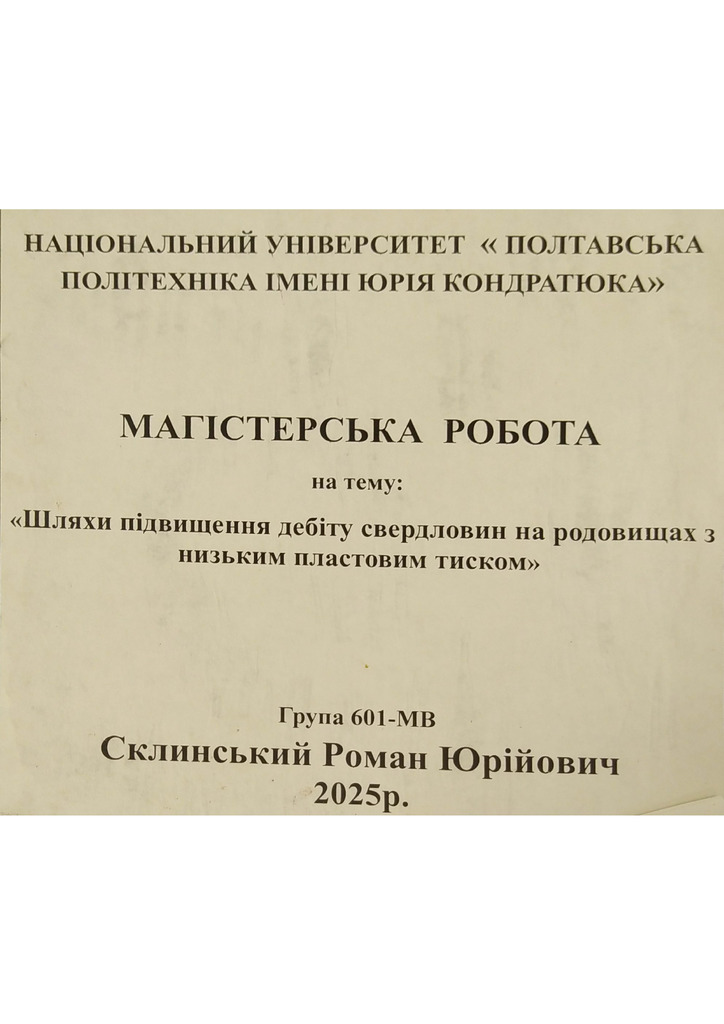 НАЦІОНАЛЬНИЙ УНІВЕРСИТЕТ « ПОЛТАВСЬКА
ПОЛІТЕХНІКА ІМЕНІ ЮРІЯ КОНДРАТЮКА»
МАГІСТЕРСЬКА РОБОТА
на тему:
«Шляхи підвищення дебіту свердловин на родовищах з
низьким пластовим тиском»
Група 601-МВ
Склинський Роман Юрійович
2025р.